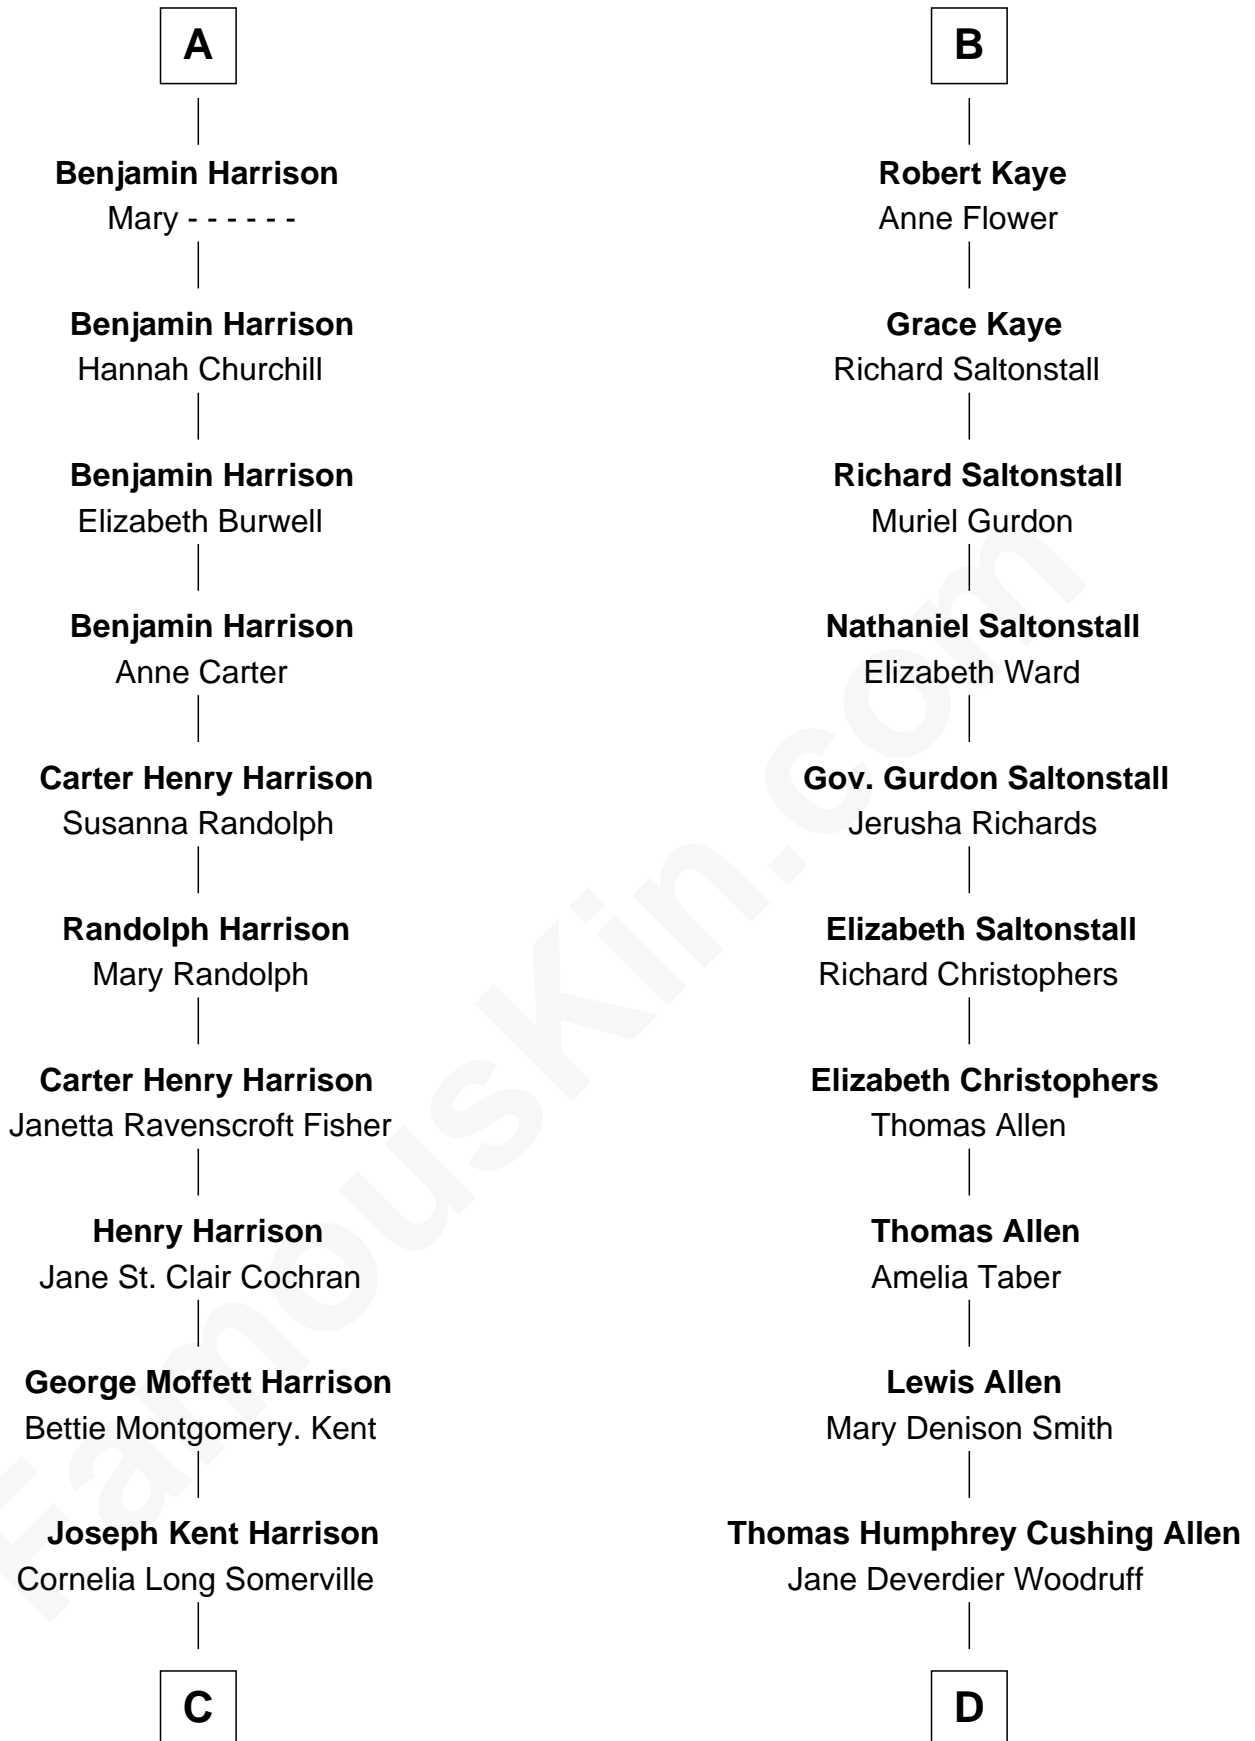 A
Benjamin Harrison
Mary - - - - - -
Benjamin Harrison
Hannah Churchill
Benjamin Harrison
Elizabeth Burwell
Benjamin Harrison
Anne Carter
Carter Henry Harrison
Susanna Randolph
Randolph Harrison
Mary Randolph
Carter Henry Harrison
Janetta Ravenscroft Fisher
Henry Harrison
Jane St. Clair Cochran
George Moffett Harrison
Bettie Montgomery. Kent
Joseph Kent Harrison
Cornelia Long Somerville
C
B
Robert Kaye
Anne Flower
Grace Kaye
Richard Saltonstall
Richard Saltonstall
Muriel Gurdon
Nathaniel Saltonstall
Elizabeth Ward
Gov. Gurdon Saltonstall
Jerusha Richards
Elizabeth Saltonstall
Richard Christophers
Elizabeth Christophers
Thomas Allen
Thomas Allen
Amelia Taber
Lewis Allen
Mary Denison Smith
Thomas Humphrey Cushing Allen
Jane Deverdier Woodruff
D
FamousKin.com